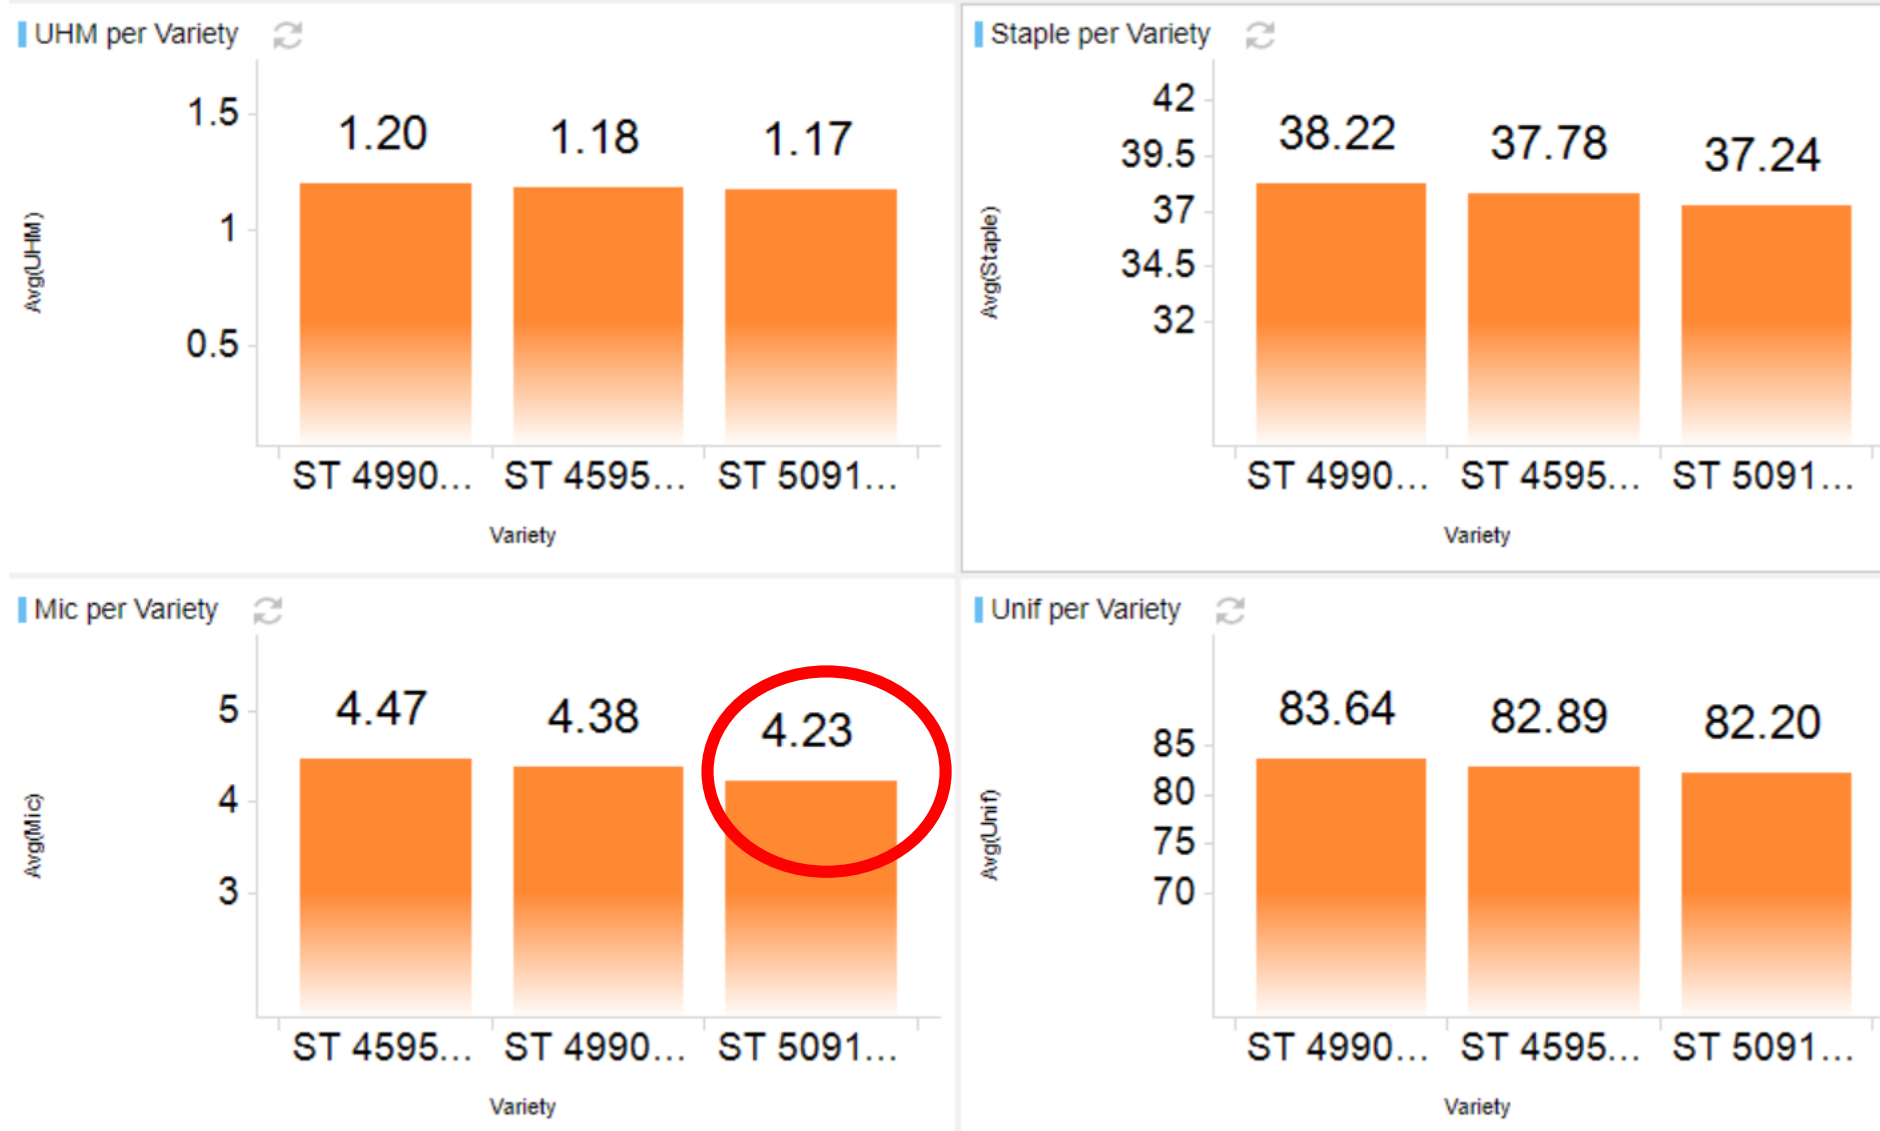 UHM per Variety
1.5
1
0.5
Avg(UHM)
1.20
1.18
1.17
ST 4990...
ST 4595...
ST 5091...
Variety
Staple per Variety
42
39.5
37
34.5
32
Avg(Staple)
38.22
37.78
37.24
ST 4990...
ST 4595...
ST 5091...
Variety
Mic per Variety
5
4
3
Avg(Mic)
4.47
4.38
4.23
ST 4595...
ST 4990...
ST 5091...
Variety
Unif per Variety
85
80
75
70
Avg(Unif)
83.64
82.89
82.20
ST 4990...
ST 4595...
ST 5091...
Variety